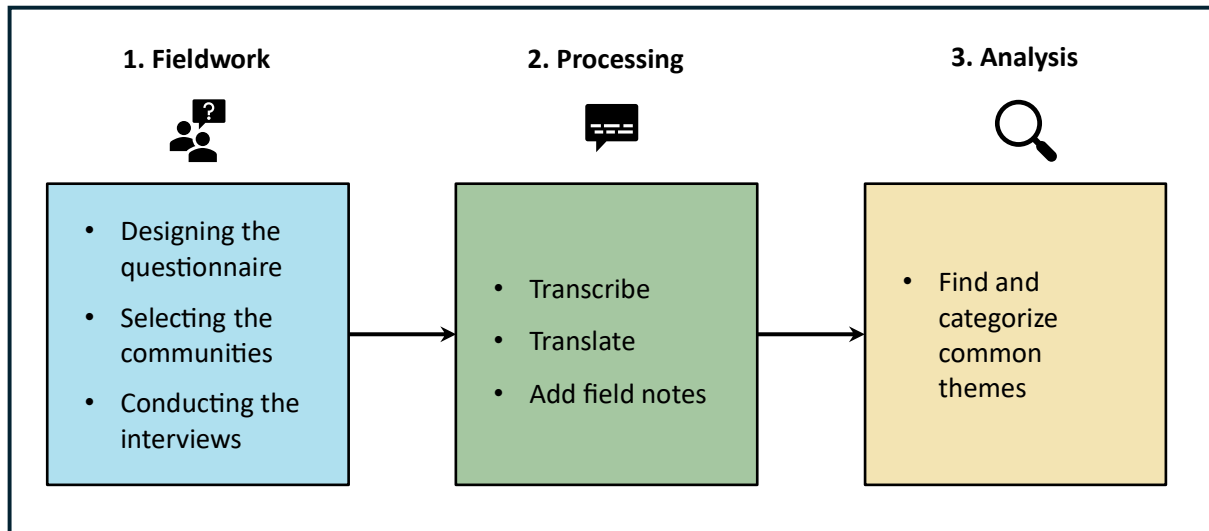 1. Fieldwork
2. Processing
3. Analysis
?
• Designing the
questionnaire
• Selecting the
communities
• Conducting the
interviews
• Transcribe
• Translate
• Add field notes
• Find and
categorize
common
themes